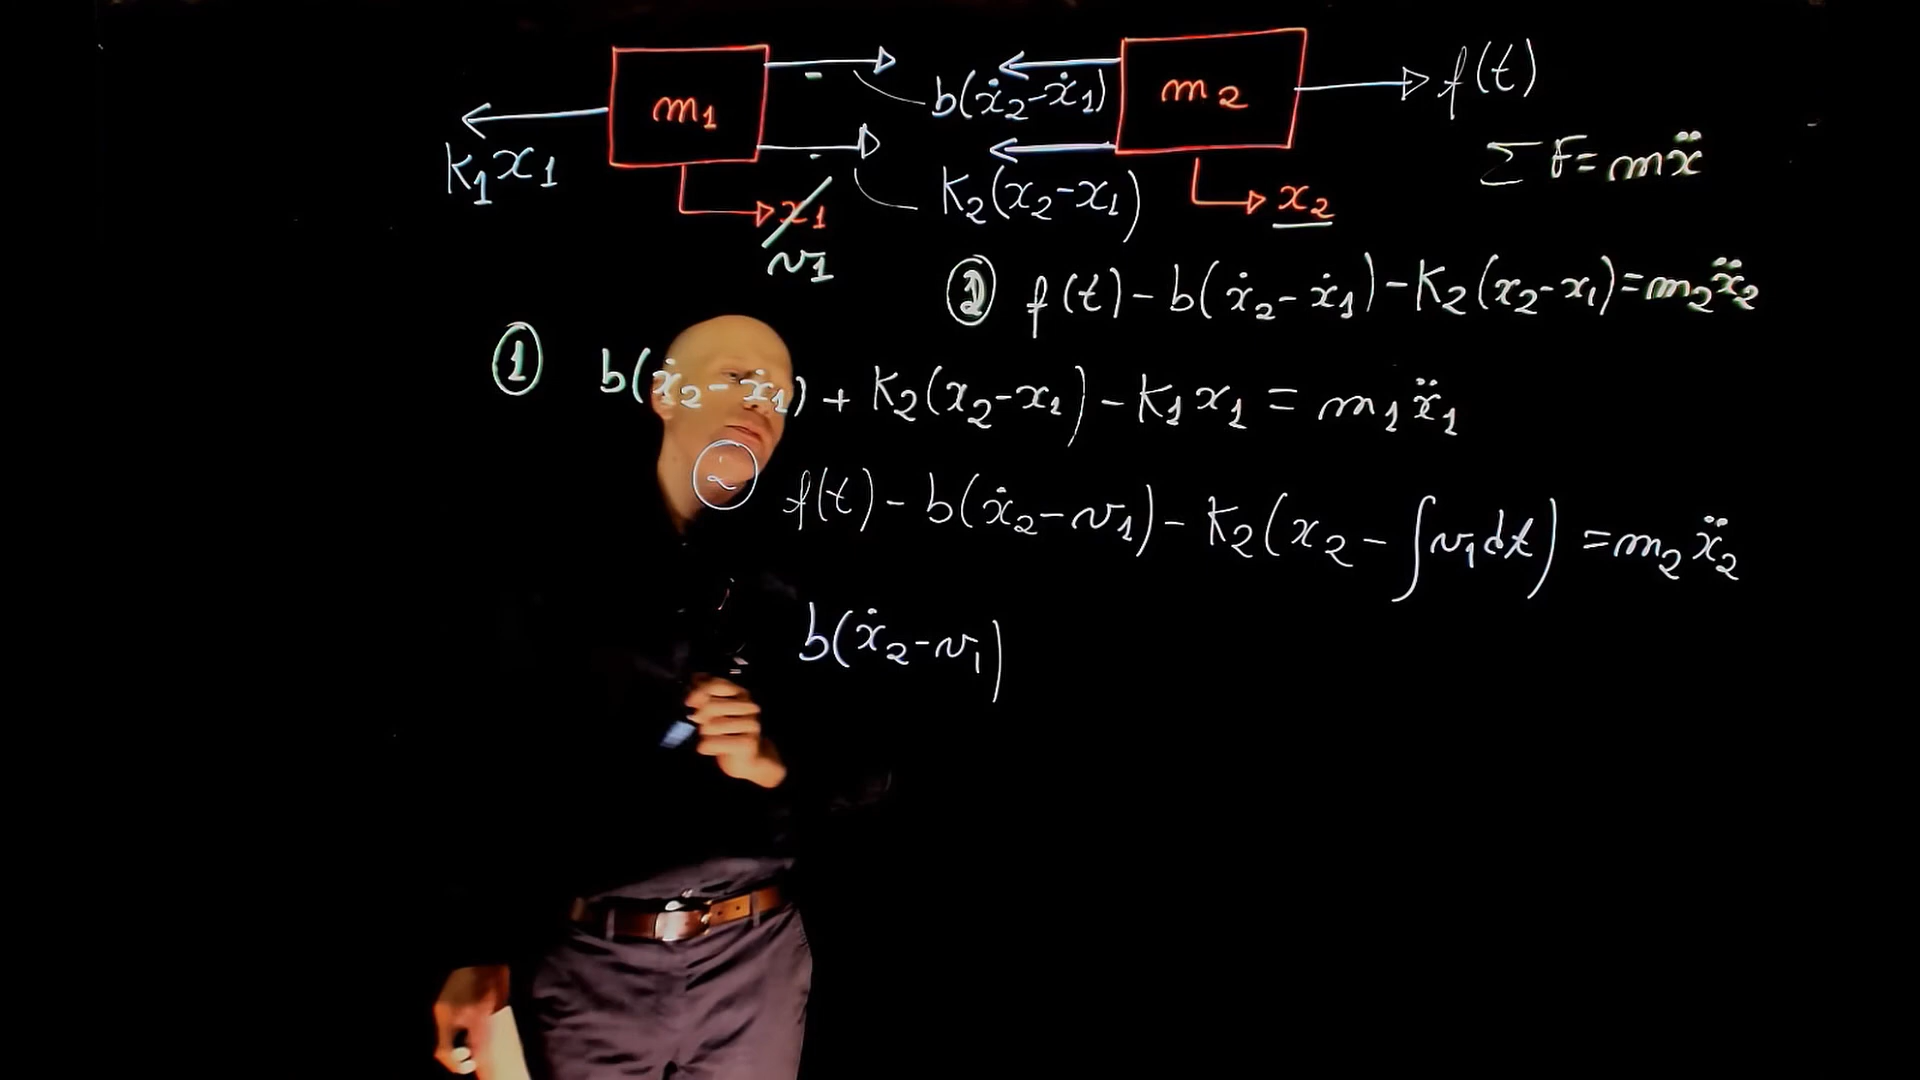 m1 m2 f(t)
b(ẋ2-ẋ1)
K1x1 ΣF=mẍ
x1 K2(x2-x1) x2
v1
② f(t)-b(ẋ2-ẋ1)-K2(x2-x1)=m2ẍ2
① b(ẋ2-ẋ1)+K2(x2-x1)-K1x1=m1ẍ1
② f(t)-b(ẋ2-v1)-K2(x2-∫v1dt)=m2ẍ2
b(ẋ2-v1)